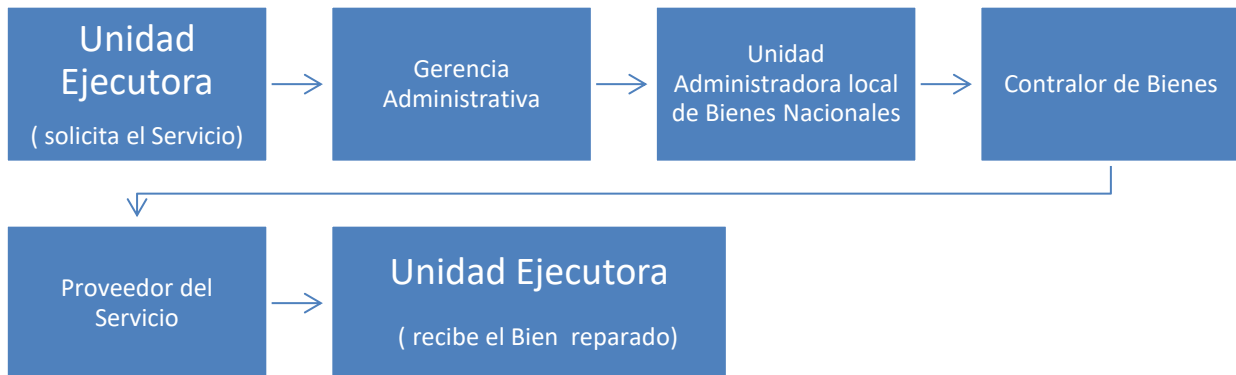 Unidad
Ejecutora
( solicita el Servicio)
Gerencia
Administrativa
Unidad
Administradora local
de Bienes Nacionales
Contralor de Bienes
Proveedor del
Servicio
Unidad Ejecutora
( recibe el Bien reparado)